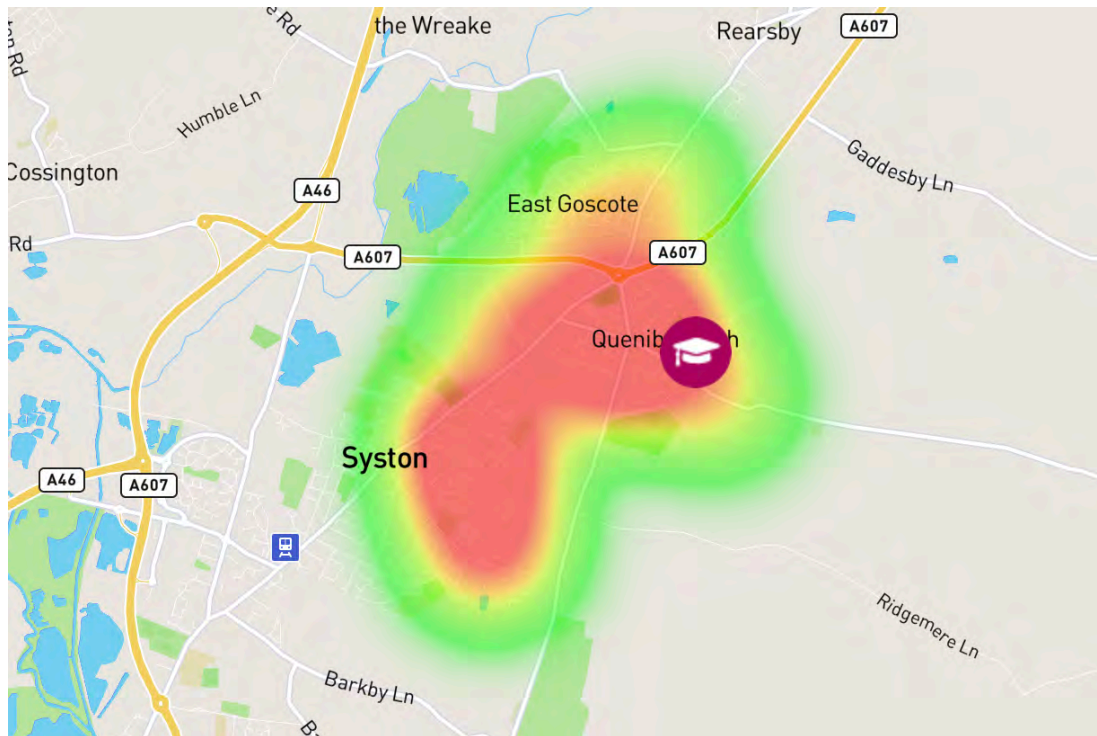 the Wreake
Rearsby
A607
Humble Ln
Cossington
A46
Gaddesby Ln
East Goscote
Rd
A607
A607
Syston
A46
A607
Ridgemere Ln
Barkby Ln